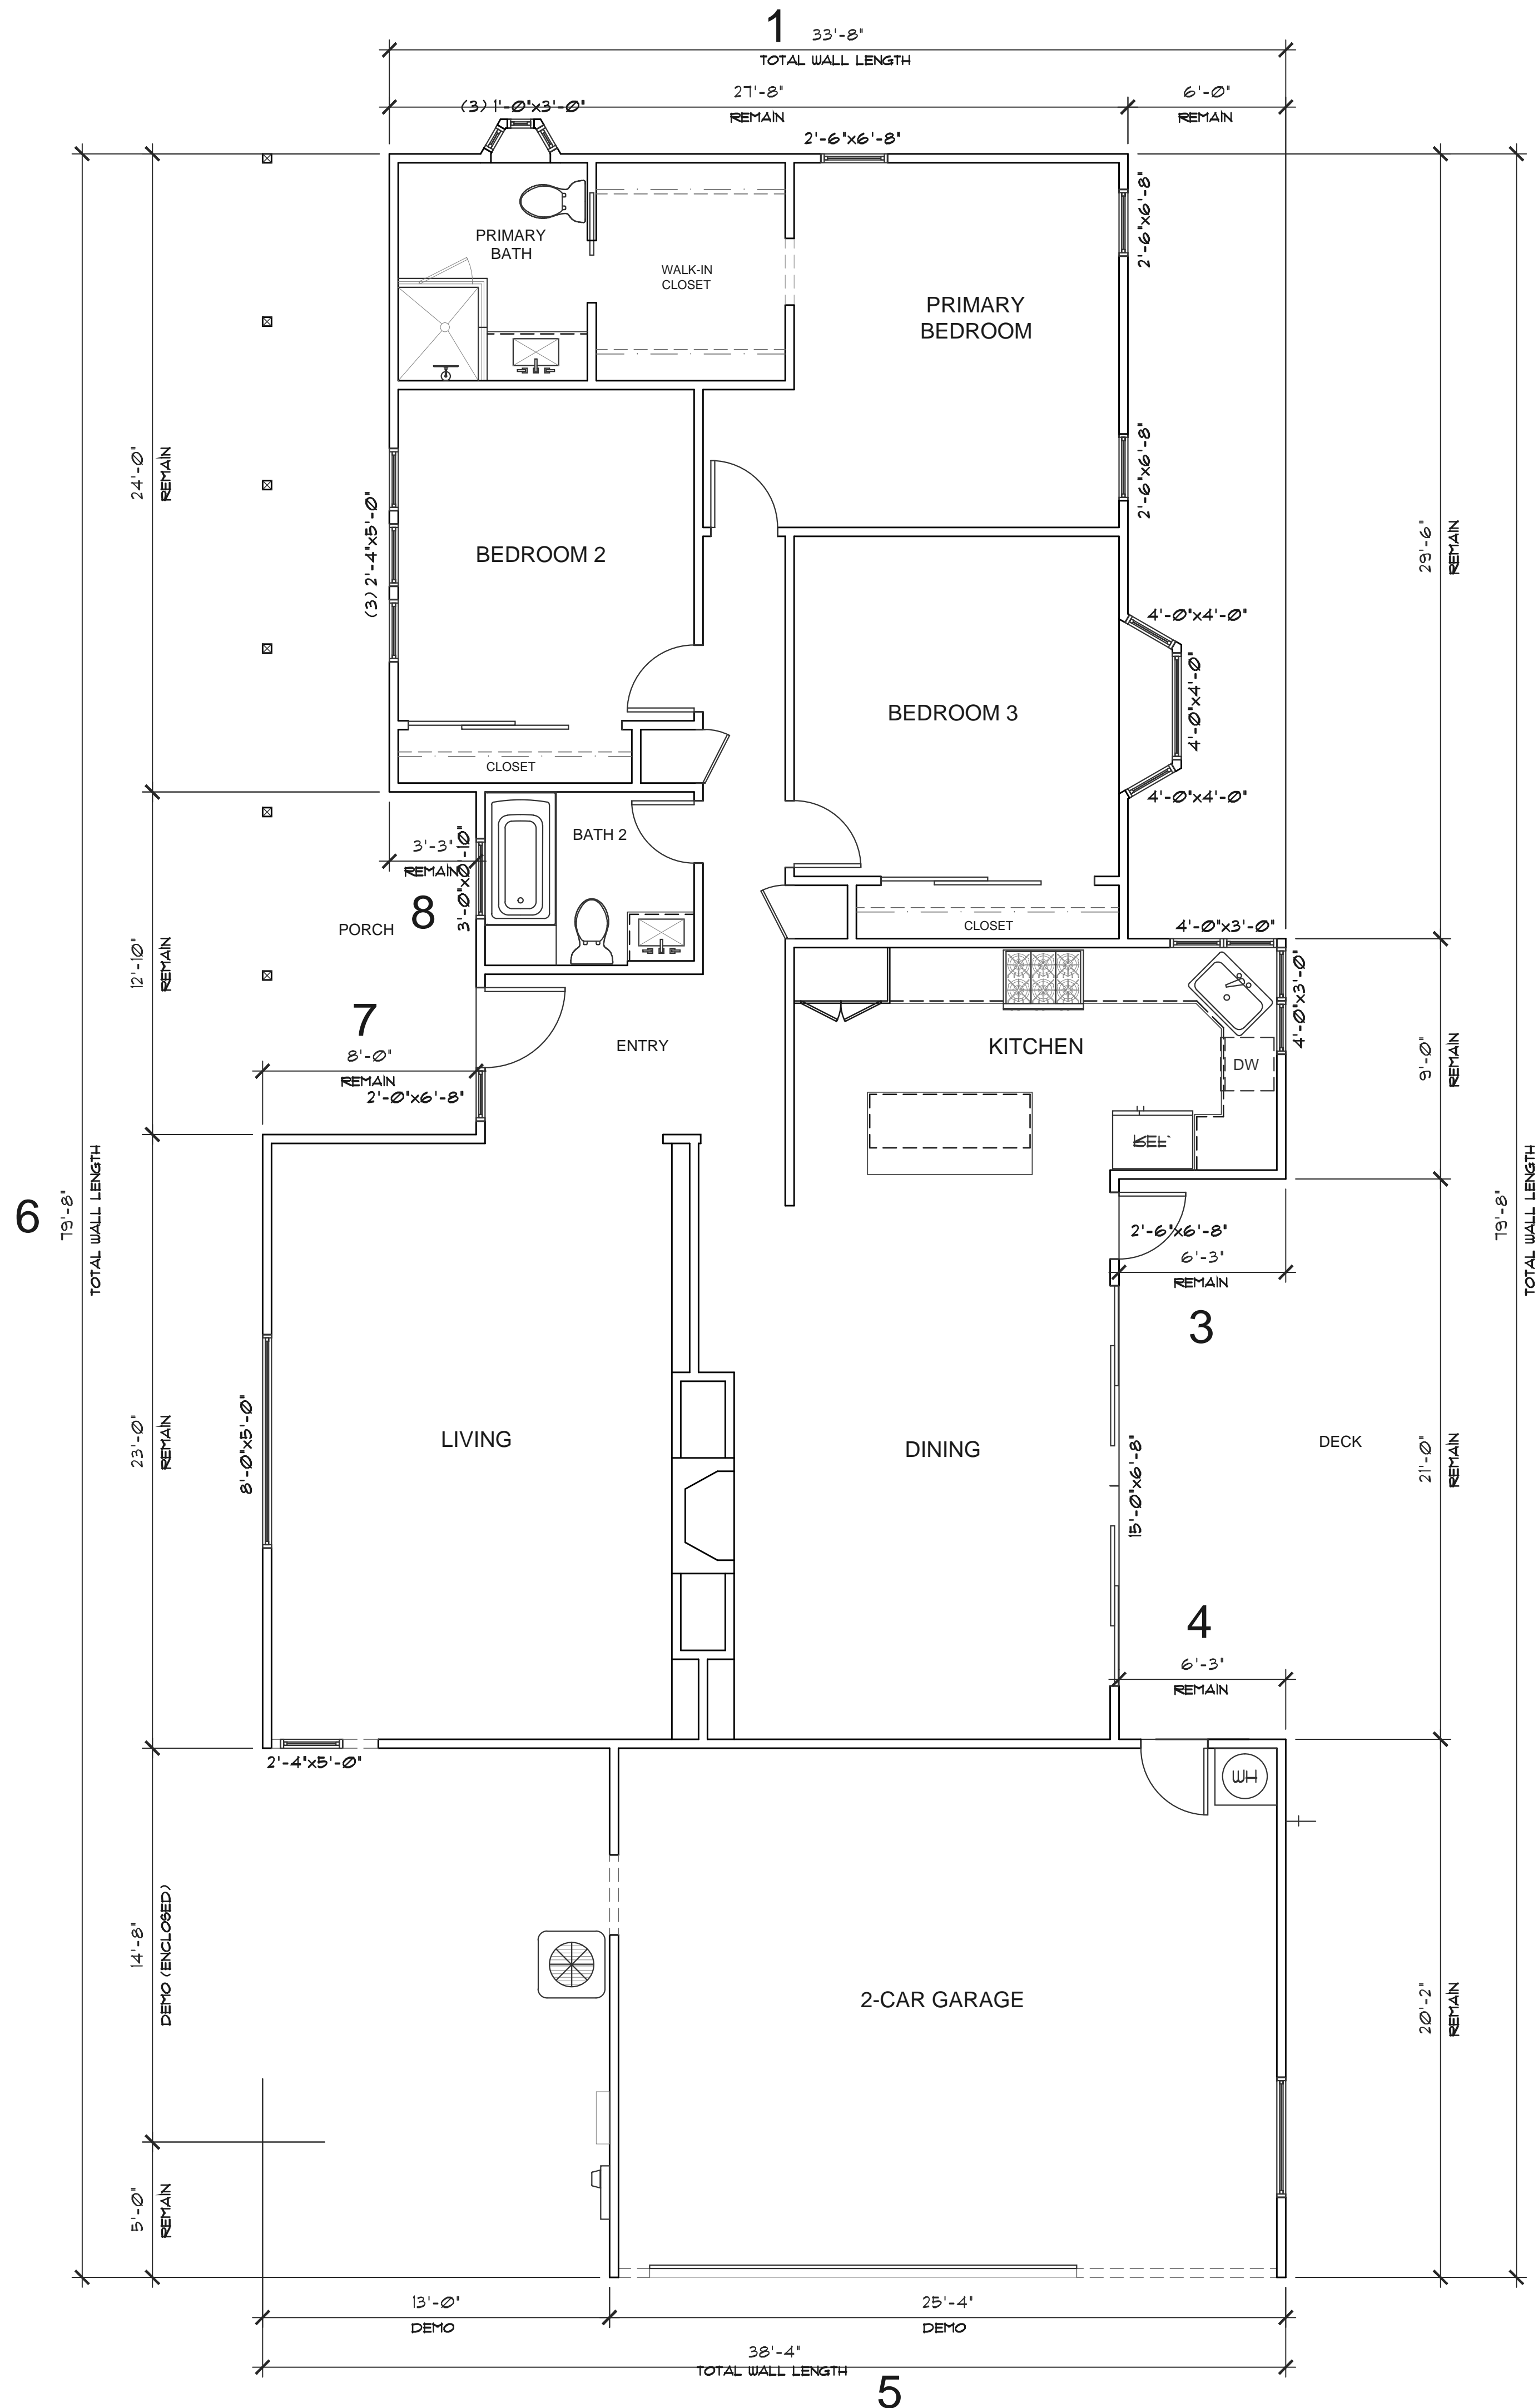 1
33'-8"
TOTAL WALL LENGTH
27'-8"
REMAIN
6'-0"
REMAIN
(3) 1'-0"x3'-0"
2'-6"x6'-8"
2'-6"x6'-8"
PRIMARY
BATH
WALK-IN
CLOSET
PRIMARY
BEDROOM
24'-0"
REMAIN
2'-6"x6'-8"
(3) 2'-4"x5'-0"
BEDROOM 2
29'-6"
REMAIN
4'-0"x4'-0"
4'-0"x4'-0"
BEDROOM 3
CLOSET
4'-0"x4'-0"
3'-3"
REMAIN
3'-0"x0'-10"
BATH 2
8
PORCH
CLOSET
4'-0"x3'-0"
12'-10"
REMAIN
4'-0"x3'-0"
7
8'-0"
REMAIN
2'-0"x6'-8"
ENTRY
KITCHEN
DW
9'-0"
REMAIN
REF.
6
79'-8"
TOTAL WALL LENGTH
79'-8"
TOTAL WALL LENGTH
2'-6"x6'-8"
6'-3"
REMAIN
3
23'-0"
REMAIN
8'-0"x5'-0"
LIVING
DINING
15'-0"x6'-8"
DECK
21'-0"
REMAIN
4
6'-3"
REMAIN
2'-4"x5'-0"
WH
14'-8"
DEMO (ENCLOSED)
2-CAR GARAGE
20'-2"
REMAIN
5'-0"
REMAIN
13'-0"
DEMO
25'-4"
DEMO
38'-4"
TOTAL WALL LENGTH
5